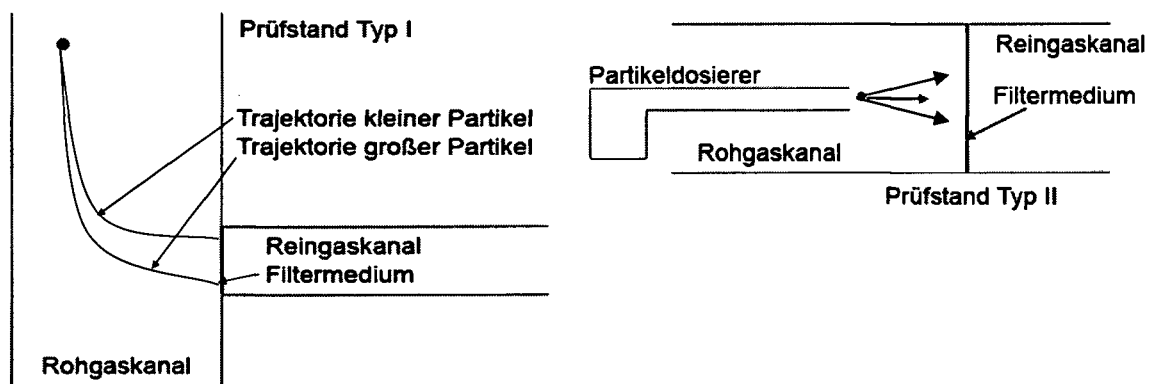 Prüfstand Typ I
Trajektorie kleiner Partikel
Trajektorie großer Partikel
Reingaskanal
Filtermedium
Rohgaskanal
Reingaskanal
Partikeldosierer
Filtermedium
Rohgaskanal
Prüfstand Typ II